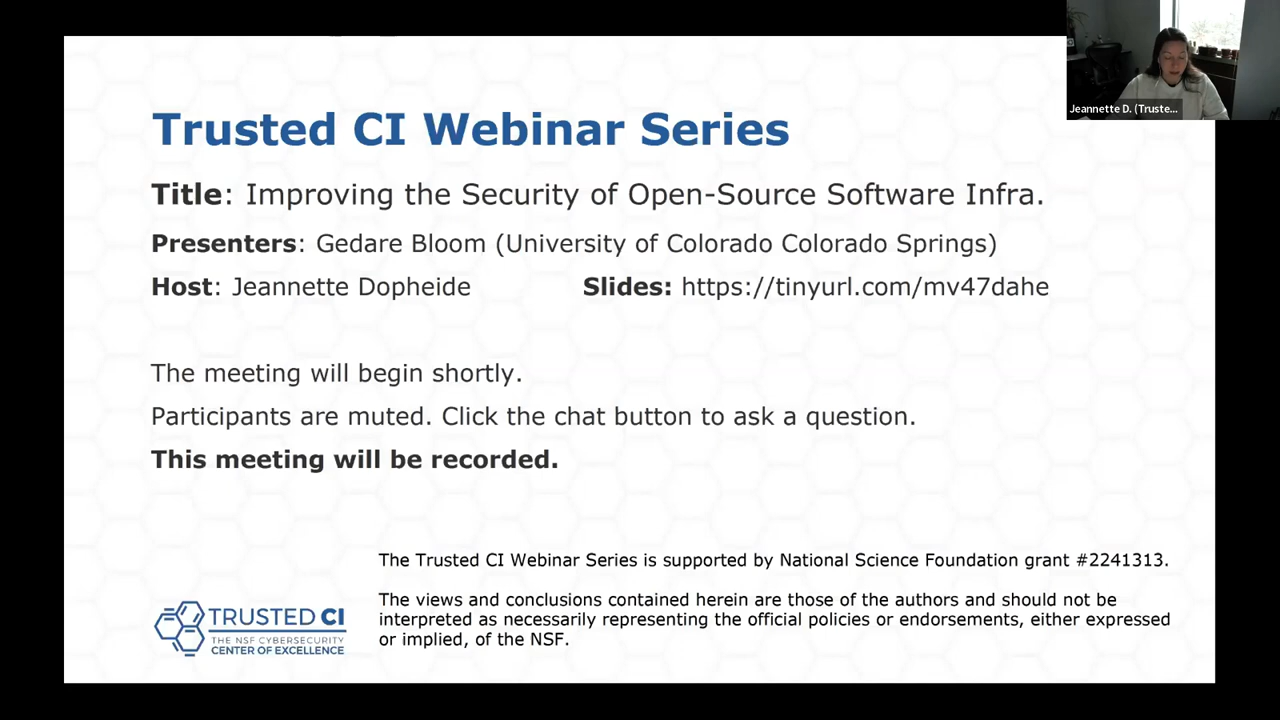 Trusted CI Webinar Series
Title: Improving the Security of Open-Source Software Infra.
Presenters: Gedare Bloom (University of Colorado Colorado Springs)
Host: Jeannette Dopheide Slides: https://tinyurl.com/mv47dahe
The meeting will begin shortly.
Participants are muted. Click the chat button to ask a question.
This meeting will be recorded.
The Trusted CI Webinar Series is supported by National Science Foundation grant #2241313.
The views and conclusions contained herein are those of the authors and should not be
interpreted as necessarily representing the official policies or endorsements, either expressed
or implied, of the NSF.
TRUSTED CI
THE NSF CYBERSECURITY
CENTER OF EXCELLENCE
Jeannette D. (Truste...